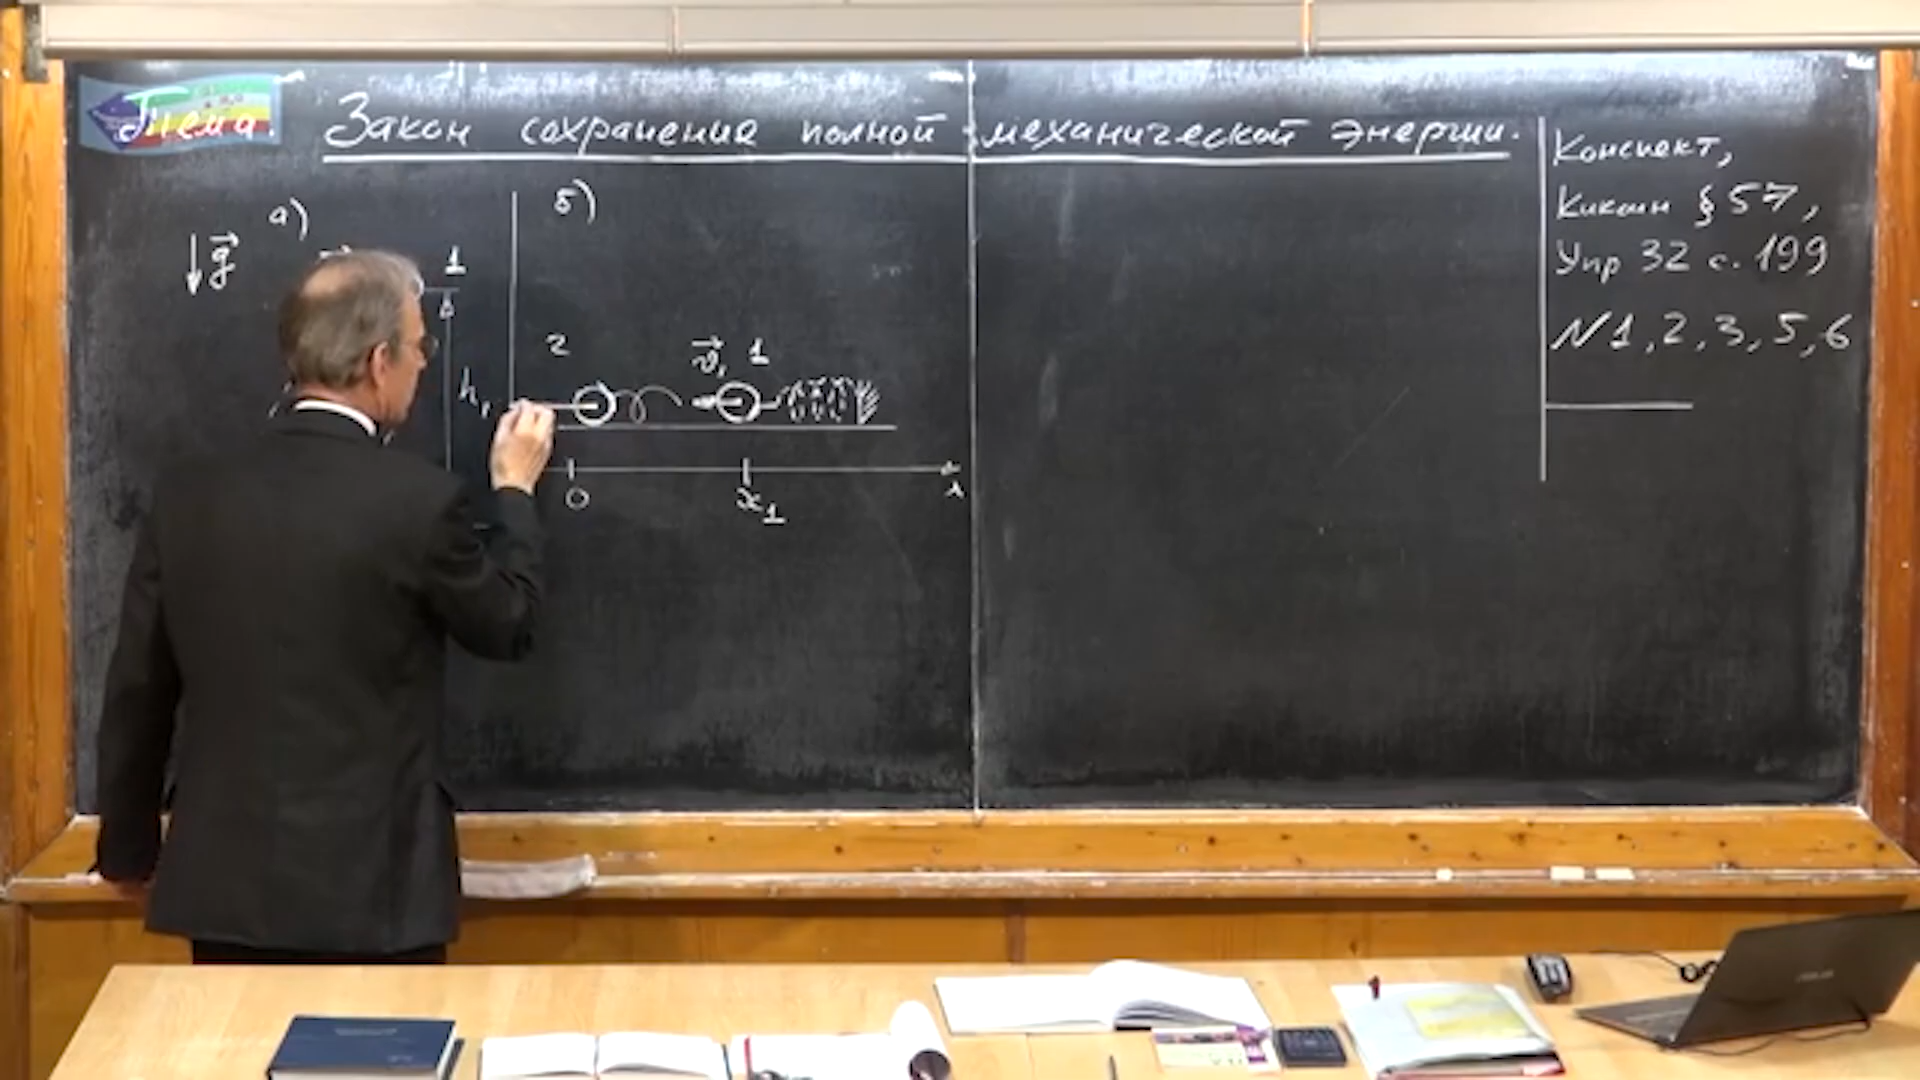 Тема. Закон сохранения полной механической энергии.
Конспект,
Кикоин § 57,
Упр 32 с. 199
N 1, 2, 3, 5, 6
а)
g
1
h₁
б)
2
v₁ 1
0 x₁ x